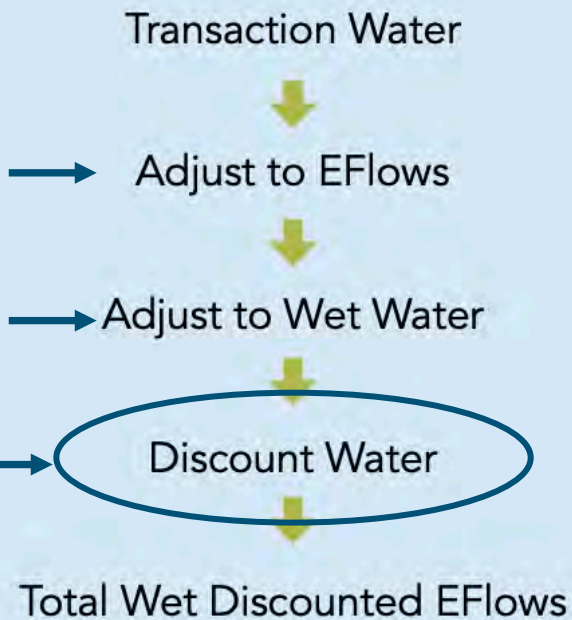 Transaction Water
Adjust to EFlows
Adjust to Wet Water
Discount Water
Total Wet Discounted EFlows